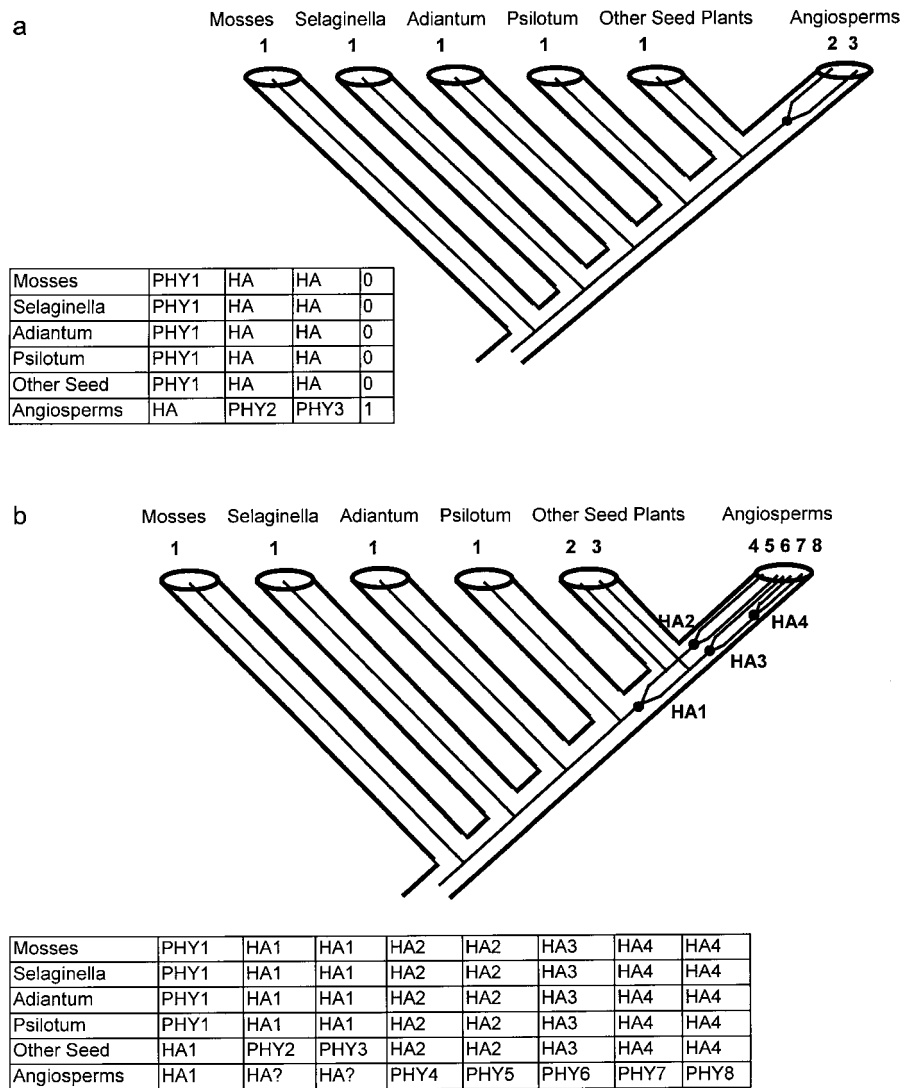 a
Mosses Selaginella Adiantum Psilotum Other Seed Plants Angiosperms
1 1 1 1 1 2 3
Mosses PHY1 HA HA 0
Selaginella PHY1 HA HA 0
Adiantum PHY1 HA HA 0
Psilotum PHY1 HA HA 0
Other Seed PHY1 HA HA 0
Angiosperms HA PHY2 PHY3 1
b
Mosses Selaginella Adiantum Psilotum Other Seed Plants Angiosperms
1 1 1 1 2 3 4 5 6 7 8
HA2 HA4
HA3
HA1
Mosses PHY1 HA1 HA1 HA2 HA2 HA3 HA4 HA4
Selaginella PHY1 HA1 HA1 HA2 HA2 HA3 HA4 HA4
Adiantum PHY1 HA1 HA1 HA2 HA2 HA3 HA4 HA4
Psilotum PHY1 HA1 HA1 HA2 HA2 HA3 HA4 HA4
Other Seed HA1 PHY2 PHY3 HA2 HA2 HA3 HA4 HA4
Angiosperms HA1 HA? HA? PHY4 PHY5 PHY6 PHY7 PHY8